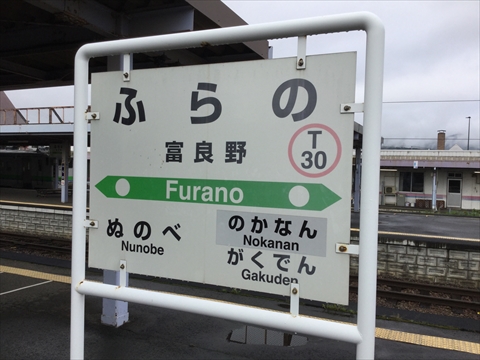 ふらの
富良野
T
30
Furano
ぬのべ
Nunobe
のかなん
Nokanan
がくでん
Gakuden